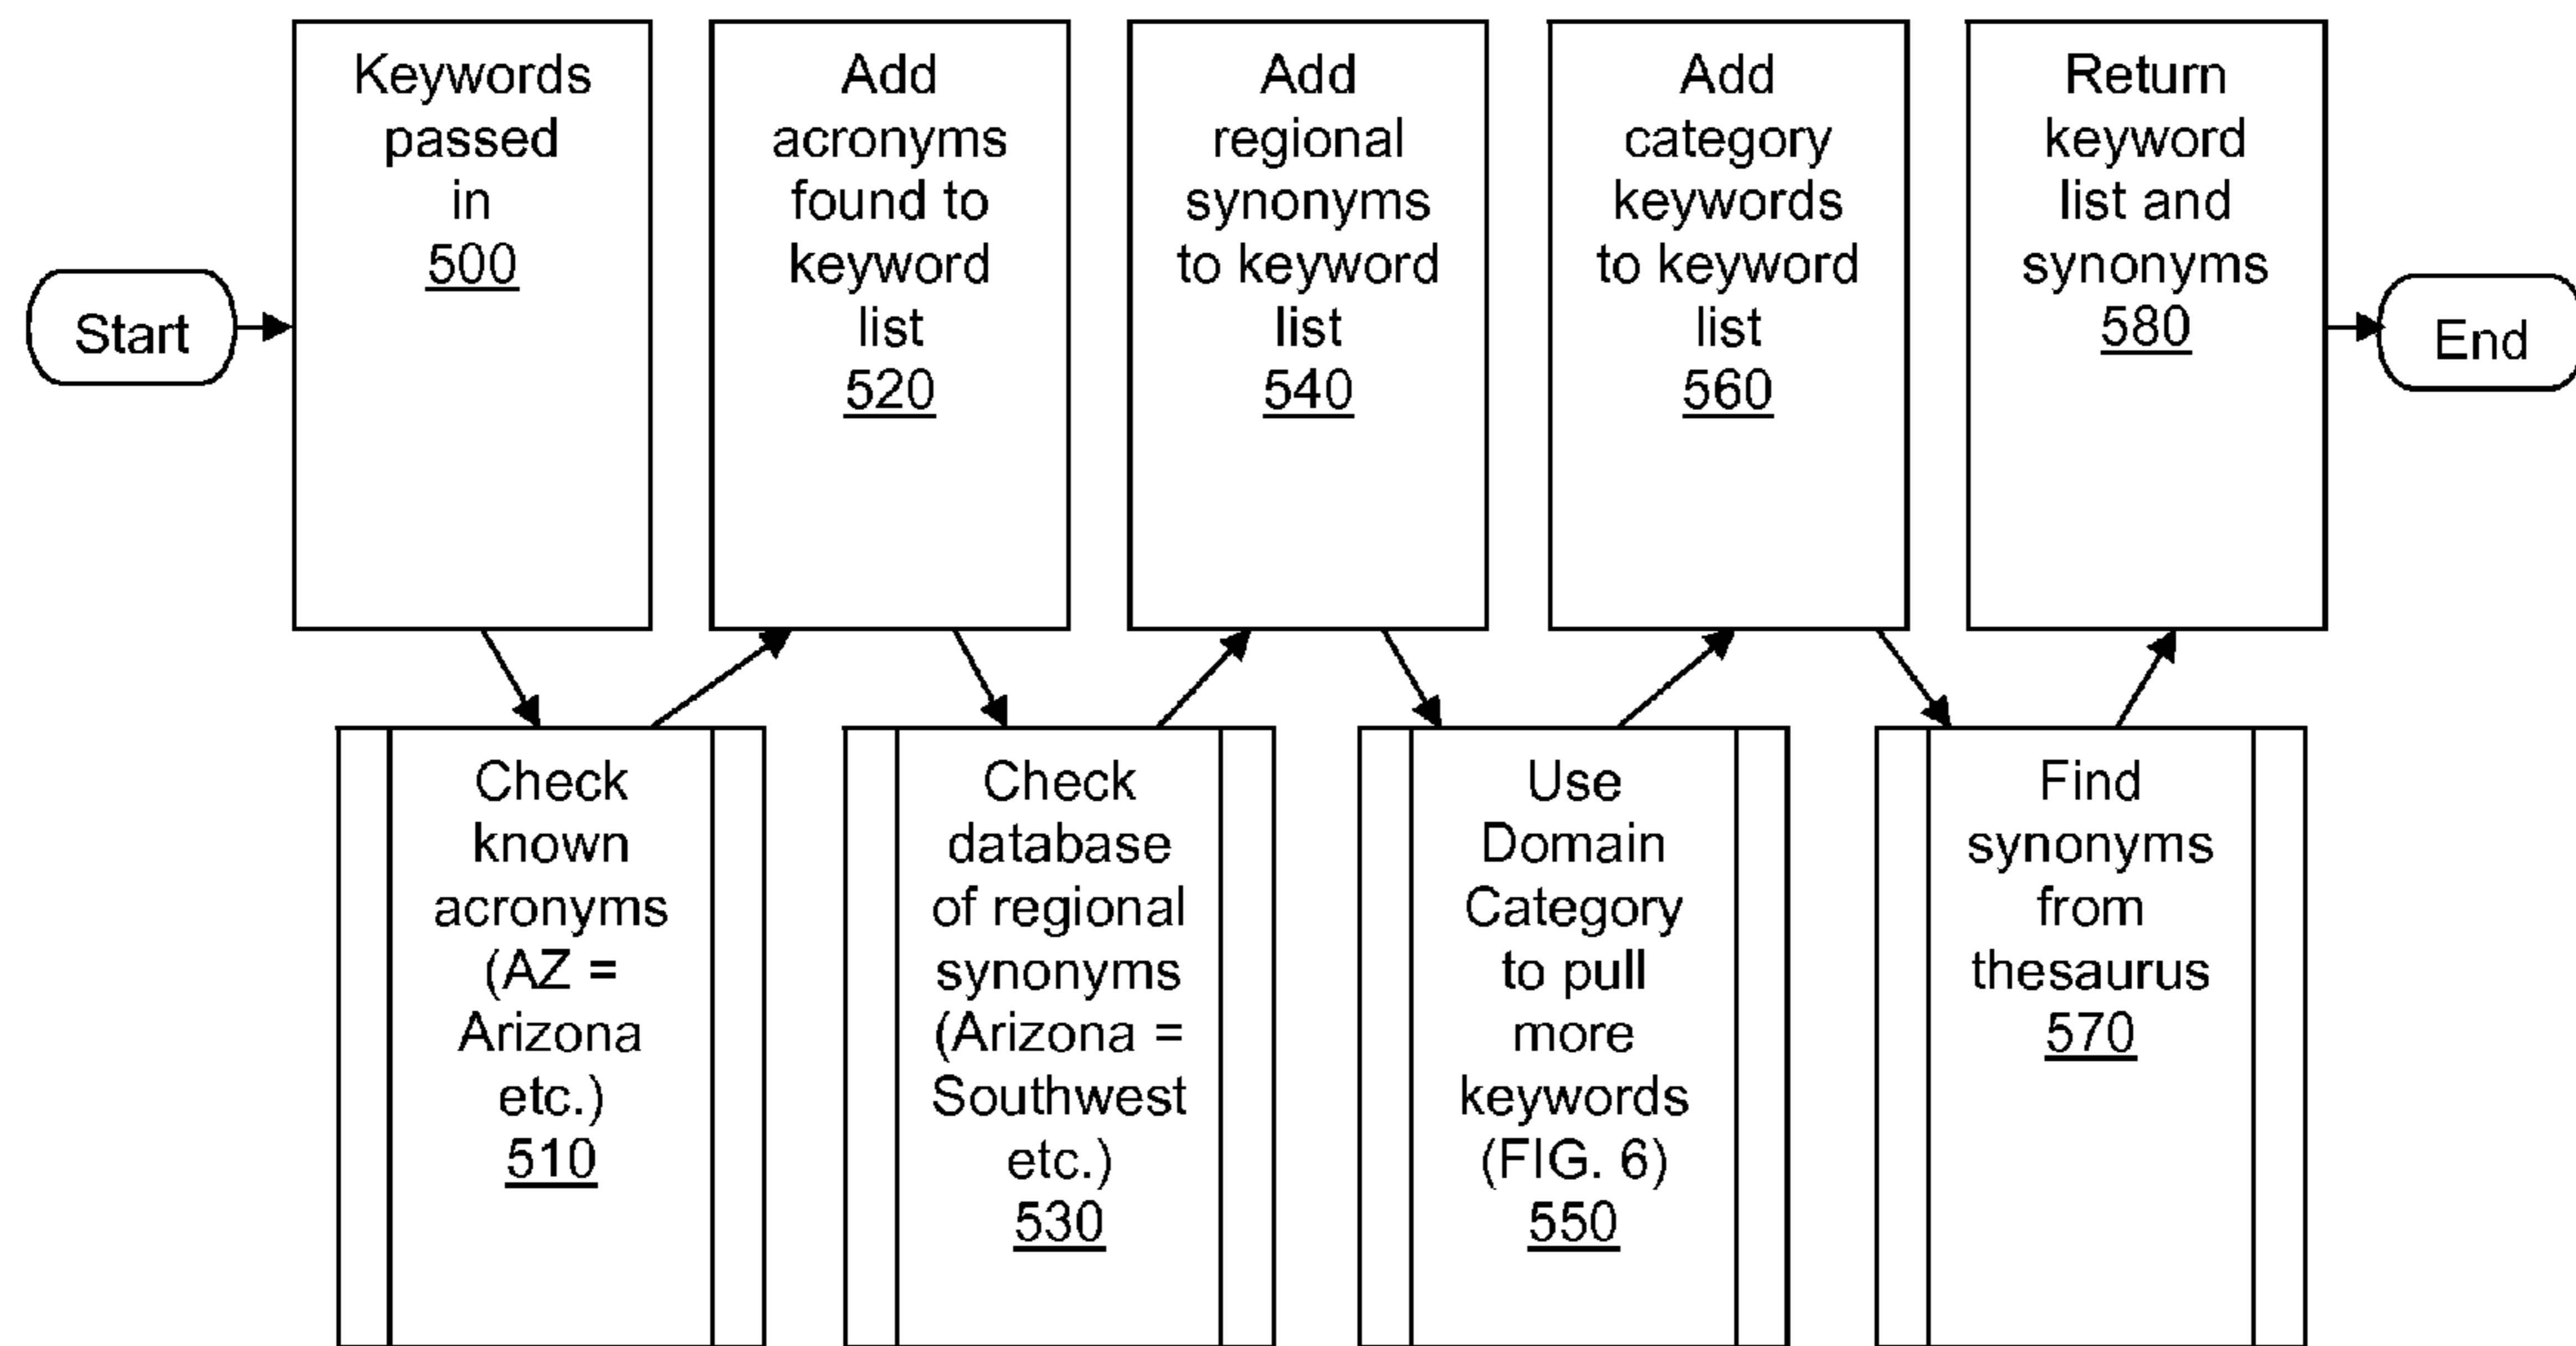 Start
Keywords
passed
in
500
Check
known
acronyms
(AZ =
Arizona
etc.)
510
Add
acronyms
found to
keyword
list
520
Check
database
of regional
synonyms
(Arizona =
Southwest
etc.)
530
Add
regional
synonyms
to keyword
list
540
Use
Domain
Category
to pull
more
keywords
(FIG. 6)
550
Add
category
keywords
to keyword
list
560
Find
synonyms
from
thesaurus
570
Return
keyword
list and
synonyms
580
End